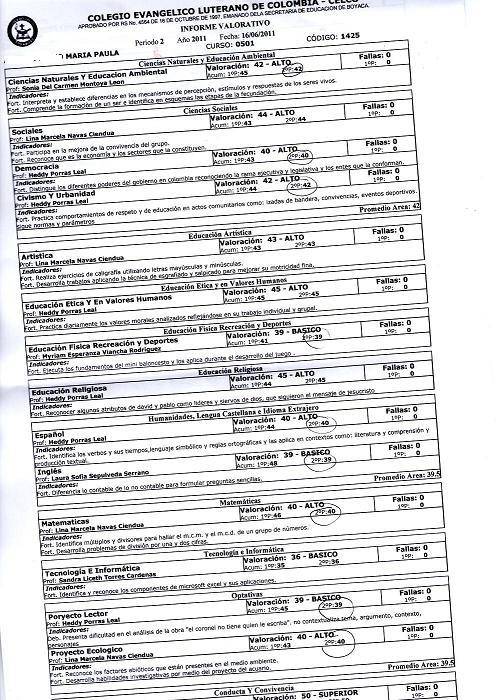 COLEGIO EVANGELICO LUTERANO DE COLOMBIA - CELCO
APROBADO POR RS No. 4564 DE 16 DE OCTUBRE DE 1997, EMANADO DELA SECRETARIA DE EDUCACION DE BOYACA.
INFORME VALORATIVO
Periodo 2 Año 2011 Fecha: 16/06/2011
MARIA PAULA CURSO: 0501 CÓDIGO: 1425
Ciencias Naturales y Educación Ambiental
Ciencias Naturales Y Educacion Ambiental Valoración: 42 - ALTO Fallas: 0
Prof: Sonia Del Carmen Montoya Leon Acum: 1ºP:45 2ºP:42 1ºP: 0
Indicadores:
Fort. Interpreta y establece diferencias en los mecanismos de percepción, estímulos y respuestas de los seres vivos.
Fort. Comprende la formación de un ser e identifica en esquemas las etapas de la fecundación.
Ciencias Sociales
Sociales Valoración: 44 - ALTO Fallas: 0
Prof: Lina Marcela Navas Ciendua Acum: 1ºP:43 2ºP:44 1ºP: 0
Indicadores:
Fort. Participa en la mejora de la convivencia del grupo.
Fort. Reconoce que es la economía y los sectores que la constituyen.
Democracia Valoración: 40 - ALTO Fallas: 0
Prof: Heddy Porras Leal Acum: 1ºP:43 2ºP:40 1ºP: 0
Indicadores:
Fort. Distingue los diferentes poderes del gobierno en colombia reconociendo la rama ejecutiva y legislativa y los entes que la conforman.
Civismo Y Urbanidad Valoración: 42 - ALTO Fallas: 0
Prof: Heddy Porras Leal Acum: 1ºP:44 2ºP:42 1ºP: 0
Indicadores:
Fort. Practica comportamientos de respeto y de educación en actos comunitarios como: izadas de bandera, convivencias, eventos deportivos.
sigue normas y parámetros
Promedio Area: 42
Educación Artística
Artistica Valoración: 43 - ALTO Fallas: 0
Prof: Lina Marcela Navas Ciendua Acum: 1ºP:43 2ºP:43 1ºP: 0
Indicadores:
Fort. Realiza ejercicios de caligrafía utilizando letras mayúsculas y minúsculas.
Fort. Desarrolla trabajos aplicando la técnica de esgrafiado y salpicado para mejorar su motricidad fina.
Educación Etica y en Valores Humanos
Educación Etica Y En Valores Humanos Valoración: 45 - ALTO Fallas: 0
Prof: Heddy Porras Leal Acum: 1ºP:45 2ºP:45 1ºP: 0
Indicadores:
Fort. Practica diariamente los valores morales analizados reflejándose en su trabajo individual y grupal.
Educación Física Recreación y Deportes
Educación Física Recreación y Deportes Valoración: 39 - BASICO Fallas: 0
Prof: Myriam Esperanza Viancha Rodriguez Acum: 1ºP:41 2ºP:39 1ºP: 0
Indicadores:
Fort. Ejecuta los fundamentos del mini baloncesto y los aplica durante el desarrollo del juego
Educación Religiosa
Educación Religiosa Valoración: 45 - ALTO Fallas: 0
Prof: Heddy Porras Leal Acum: 1ºP:44 2ºP:45 1ºP: 0
Indicadores:
Fort. Reconocer algunos atributos de david y pablo como líderes y siervos de dios, que siguieron el mensaje de jesucristo
Humanidades, Lengua Castellana e Idioma Extrajero
Español Valoración: 40 - ALTO Fallas: 0
Prof: Heddy Porras Leal Acum: 1ºP:44 2ºP:40 1ºP: 0
Indicadores:
Fort. Identifica los verbos y sus tiempos,lenguaje simbólico y reglas ortográficas y las aplica en contextos como: literatura y comprensión y
producción textual.
Inglés Valoración: 39 - BASICO Fallas: 0
Prof: Laura Sofia Sepulveda Serrano Acum: 1ºP:48 2ºP:39 1ºP: 0
Indicadores:
Fort. Diferencia lo contable de lo no contable para formular preguntas sencillas.
Promedio Area: 39.5
Matemáticas
Matematicas Valoración: 40 - ALTO Fallas: 0
Prof: Lina Marcela Navas Ciendua Acum: 1ºP:46 2ºP:40 1ºP: 0
Indicadores:
Fort. Identifica múltiplos y divisores para hallar el m.c.m. y el m.c.d. de un grupo de números.
Fort. Desarrolla problemas de división por una y dos cifras.
Tecnología e Informática
Tecnología E Informática Valoración: 36 - BASICO Fallas: 0
Prof: Sandra Liceth Torres Cardenas Acum: 1ºP:35 2ºP:36 1ºP: 0
Indicadores:
Fort. Identifica y reconoce los componentes de microsoft excel y sus aplicaciones.
Optativas
Poryecto Lector Valoración: 39 - BASICO Fallas: 0
Prof: Heddy Porras Leal Acum: 1ºP:45 2ºP:39 1ºP: 0
Indicadores:
Deb. Presenta dificultad en el análisis de la obra "el coronel no tiene quien le escriba". no contextualiza,tema, argumento, contexto,
personajes.
Proyecto Ecologico Valoración: 40 - ALTO Fallas: 0
Prof: Lina Marcela Navas Ciendua Acum: 1ºP:43 2ºP:40 1ºP: 0
Indicadores:
Fort. Reconoce los factores abióticos que están presentes en el medio ambiente.
Fort. Desarrolla habilidades investigativas por medio del proyecto del acuario.
Promedio Area: 39.5
Conducta Y Convivencia
Valoración: 50 - SUPERIOR Fallas: 0